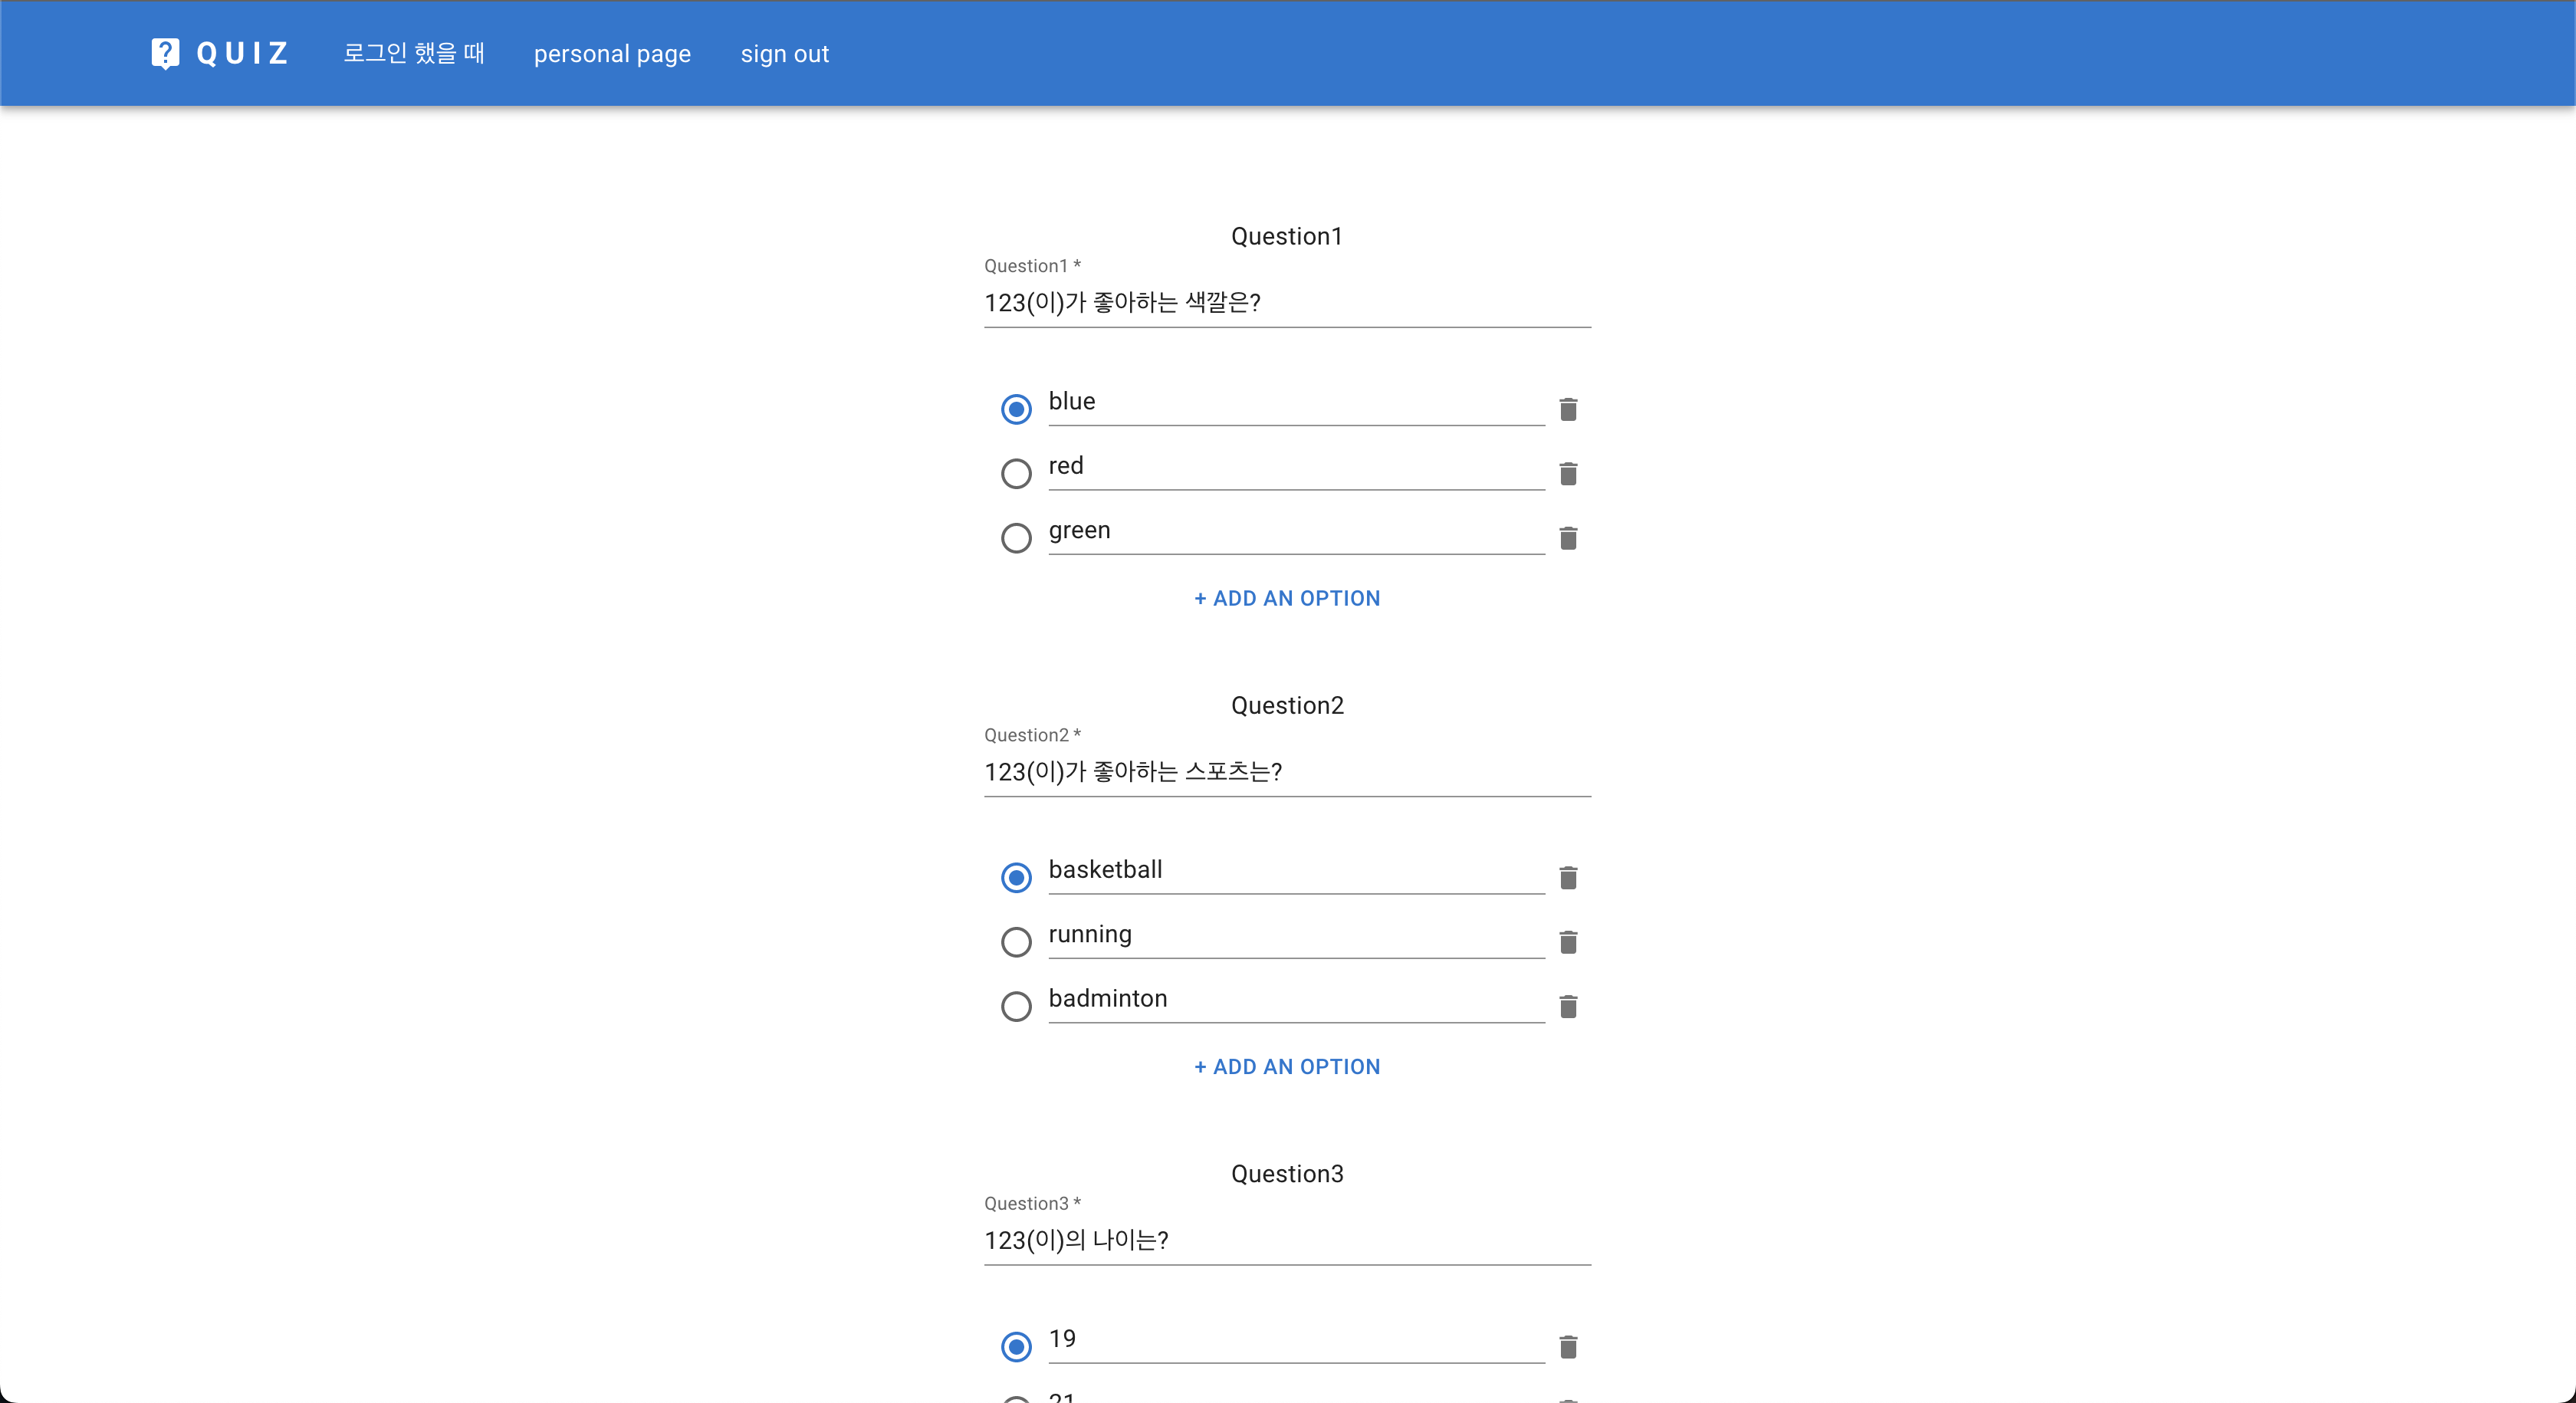 QUIZ 로그인 했을 때 personal page sign out
Question1
Question1 *
123(이)가 좋아하는 색깔은?
blue
red
green
+ ADD AN OPTION
Question2
Question2 *
123(이)가 좋아하는 스포츠는?
basketball
running
badminton
+ ADD AN OPTION
Question3
Question3 *
123(이)의 나이는?
19
21